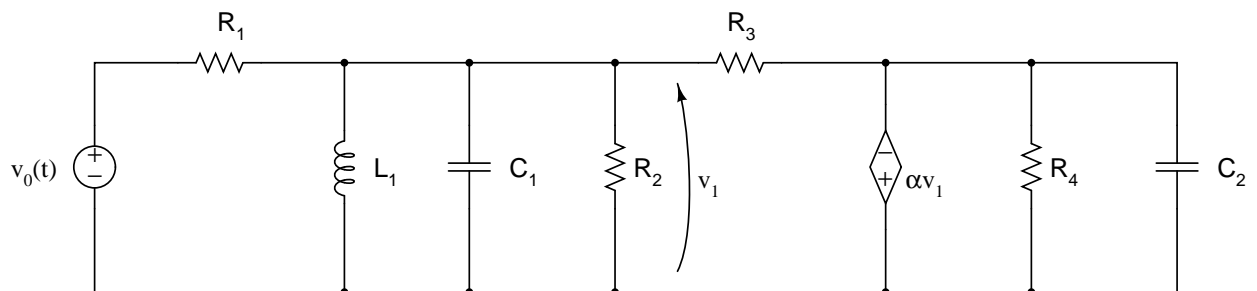 R1
R3
v0(t)
+
−
L1
C1
R2
v1
−
+
αv1
R4
C2